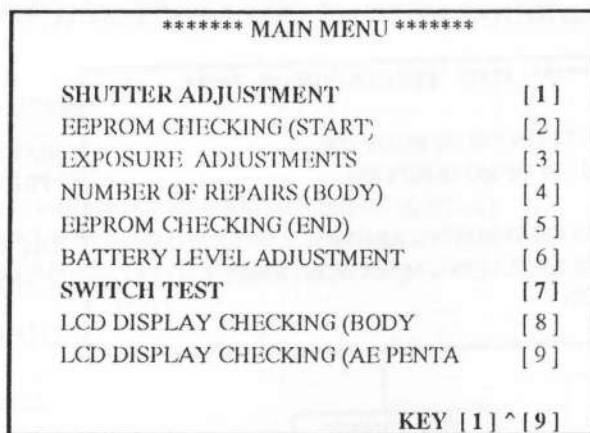 ******* MAIN MENU *******
SHUTTER ADJUSTMENT [1]
EEPROM CHECKING (START) [2]
EXPOSURE ADJUSTMENTS [3]
NUMBER OF REPAIRS (BODY) [4]
EEPROM CHECKING (END) [5]
BATTERY LEVEL ADJUSTMENT [6]
SWITCH TEST [7]
LCD DISPLAY CHECKING (BODY [8]
LCD DISPLAY CHECKING (AE PENTA [9]
KEY [1] ^ [9]